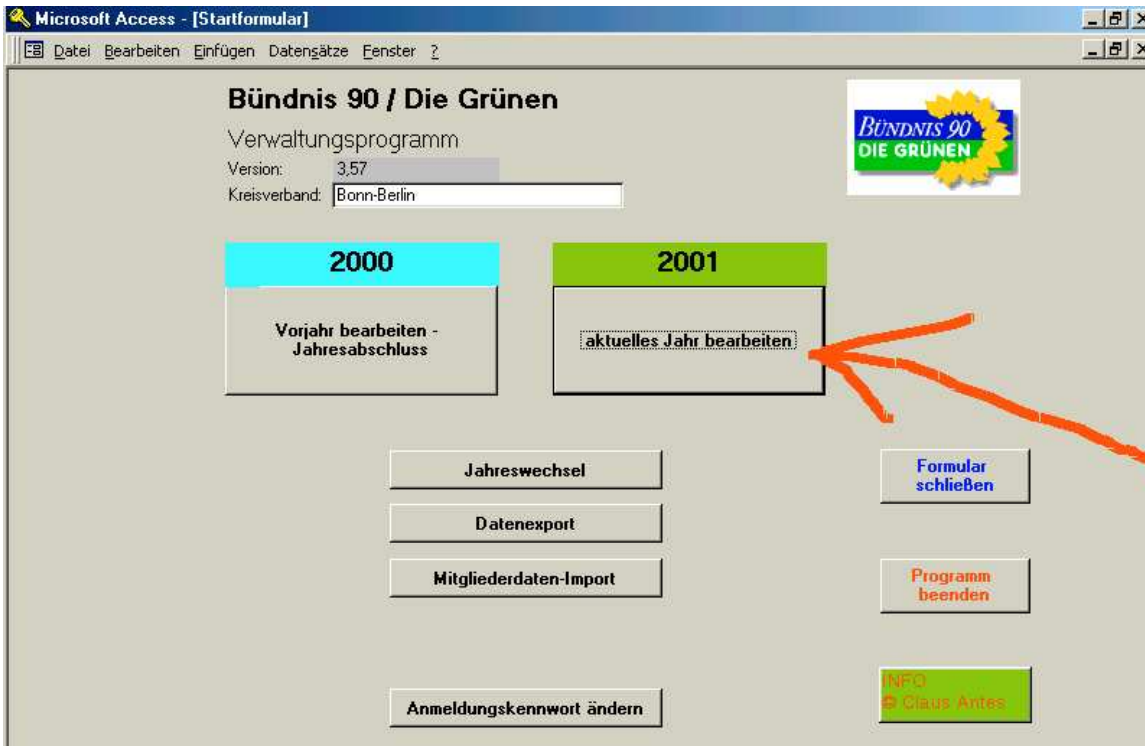 Microsoft Access - [Startformular]
Datei Bearbeiten Einfügen Datensätze Fenster ?
Bündnis 90 / Die Grünen
BÜNDNIS 90
DIE GRÜNEN
Verwaltungsprogramm
Version: 3,57
Kreisverband: Bonn-Berlin
2000
2001
Vorjahr bearbeiten -
Jahresabschluss
aktuelles Jahr bearbeiten
Jahreswechsel
Formular
schließen
Datenexport
Mitgliederdaten-Import
Programm
beenden
INFO
© Claus Antes
Anmeldungskennwort ändern